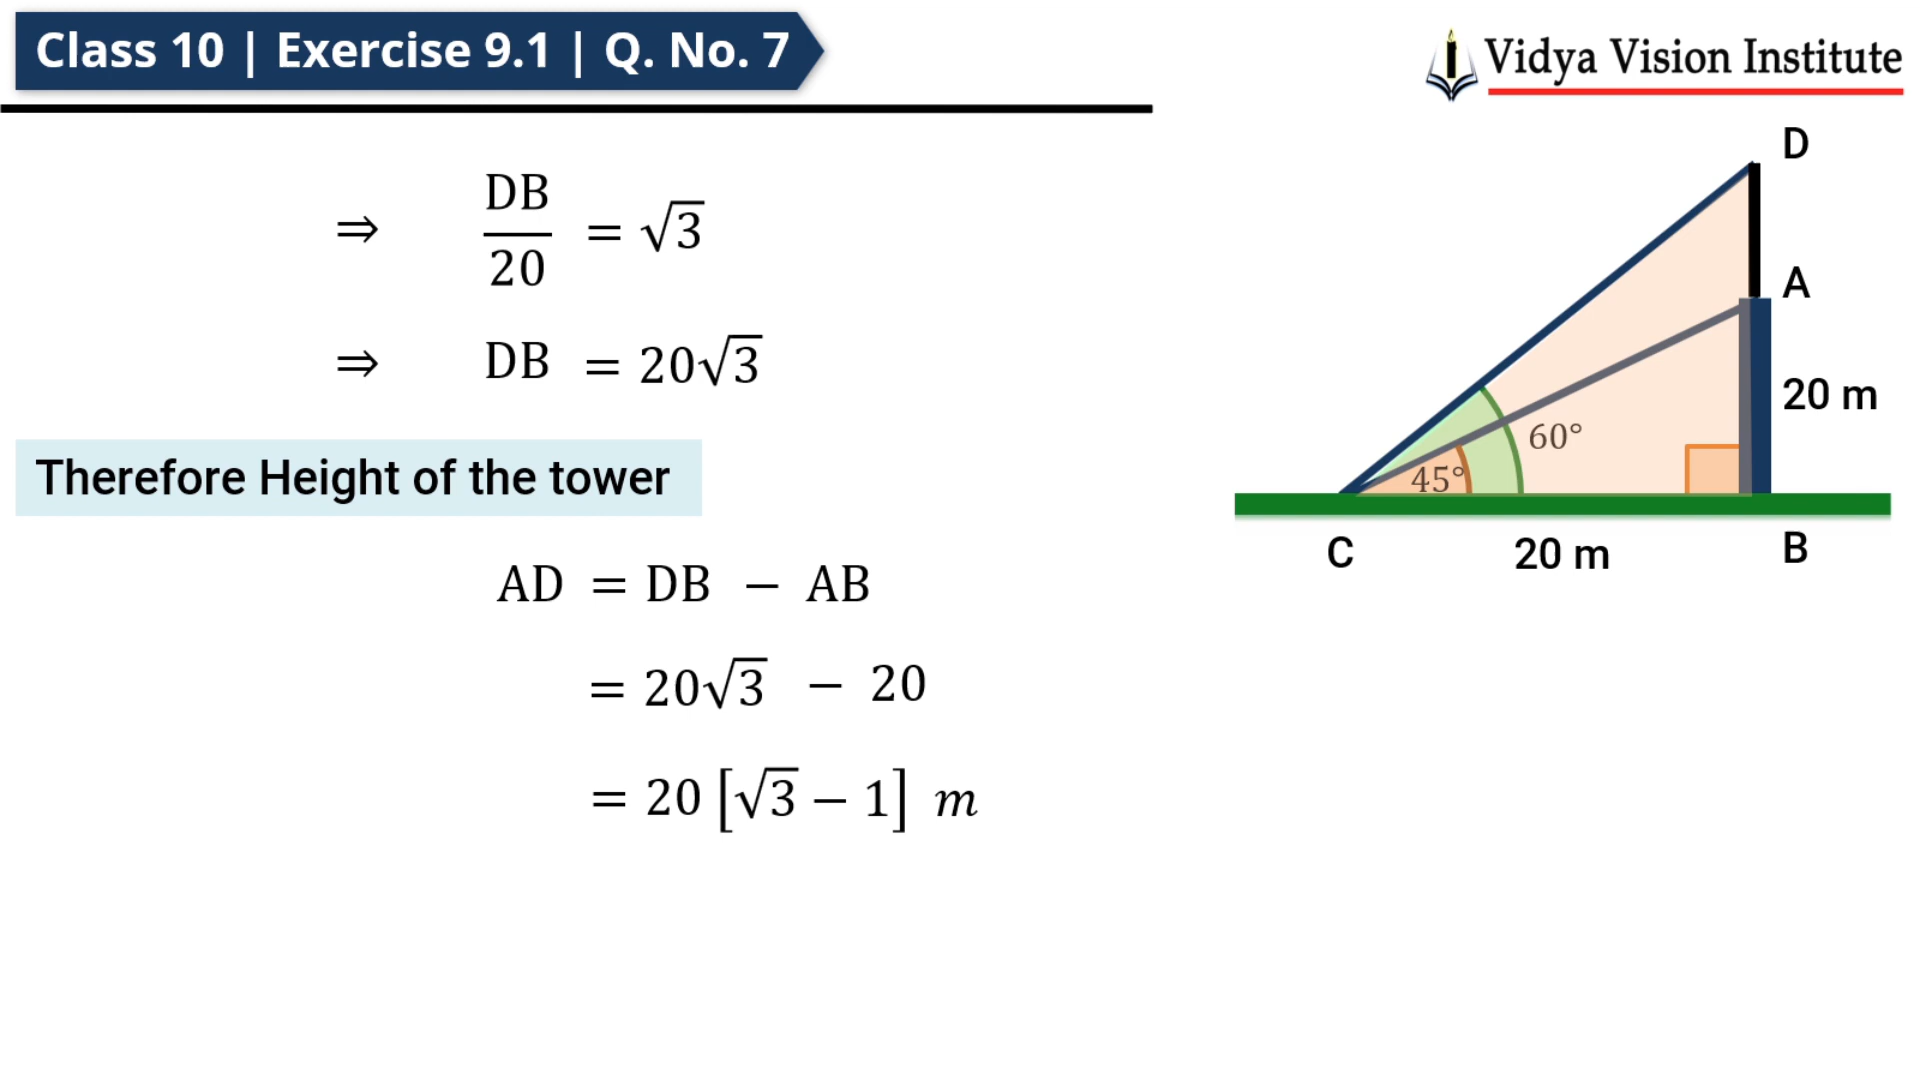 Class 10 | Exercise 9.1 | Q. No. 7
Vidya Vision Institute
⇒ DB/20 = √3
⇒ DB = 20√3
Therefore Height of the tower
AD = DB − AB
= 20√3 − 20
= 20 [√3 − 1] m
D
A
20 m
60°
45°
C
20 m
B